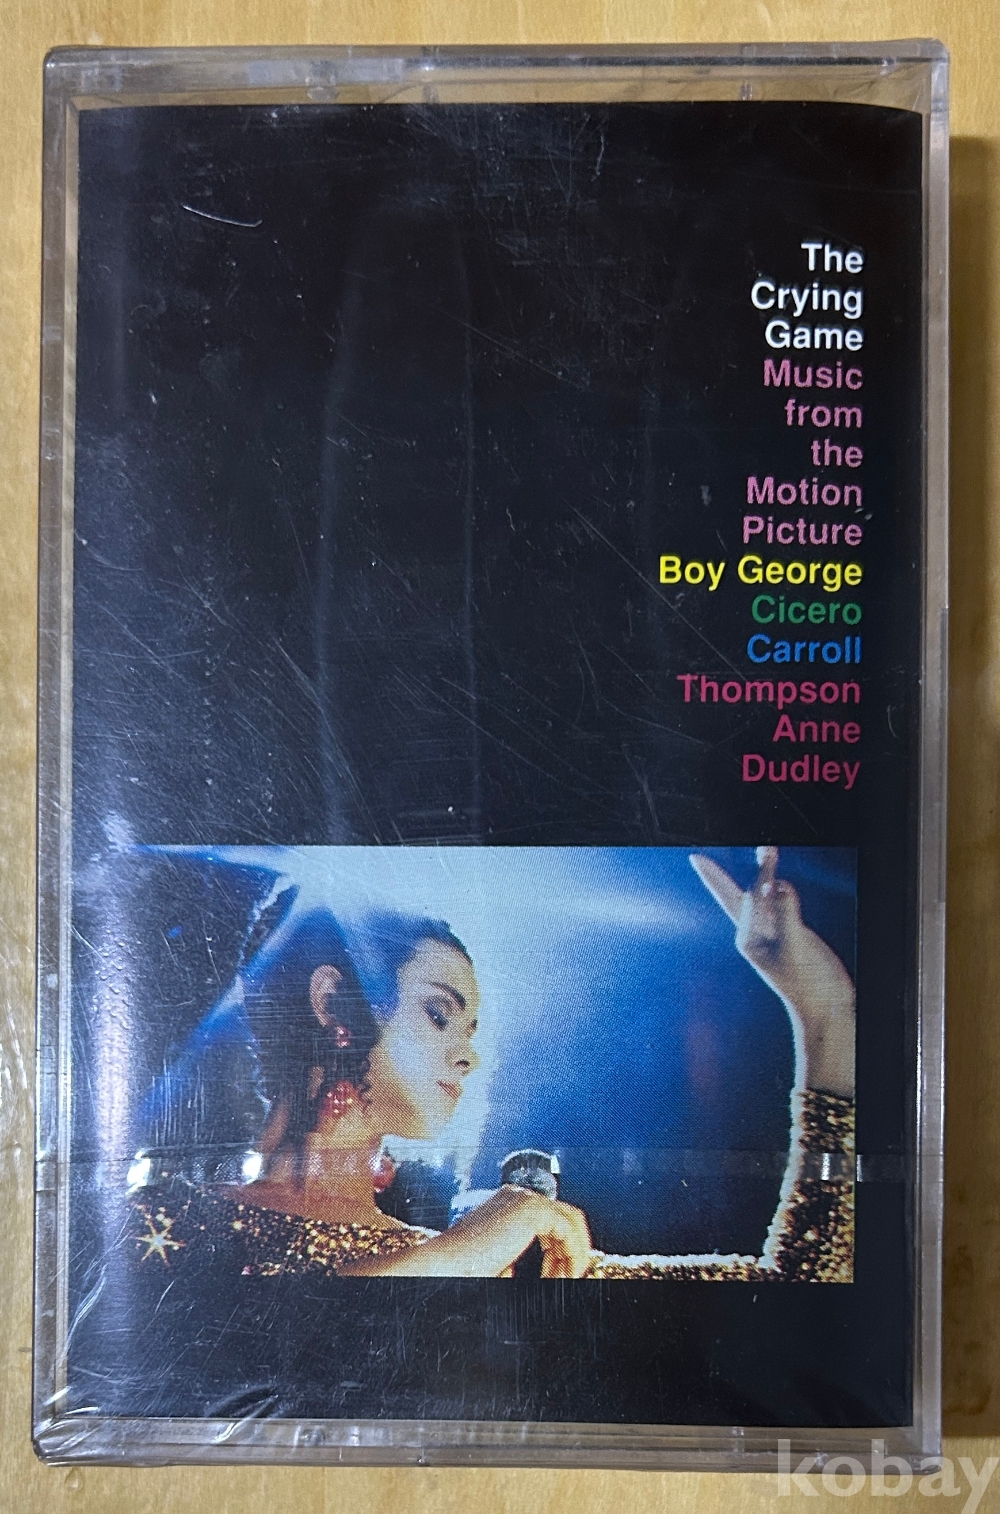 The
Crying
Game
Music
from
the
Motion
Picture
Boy George
Cicero
Carroll
Thompson
Anne
Dudley
kobay